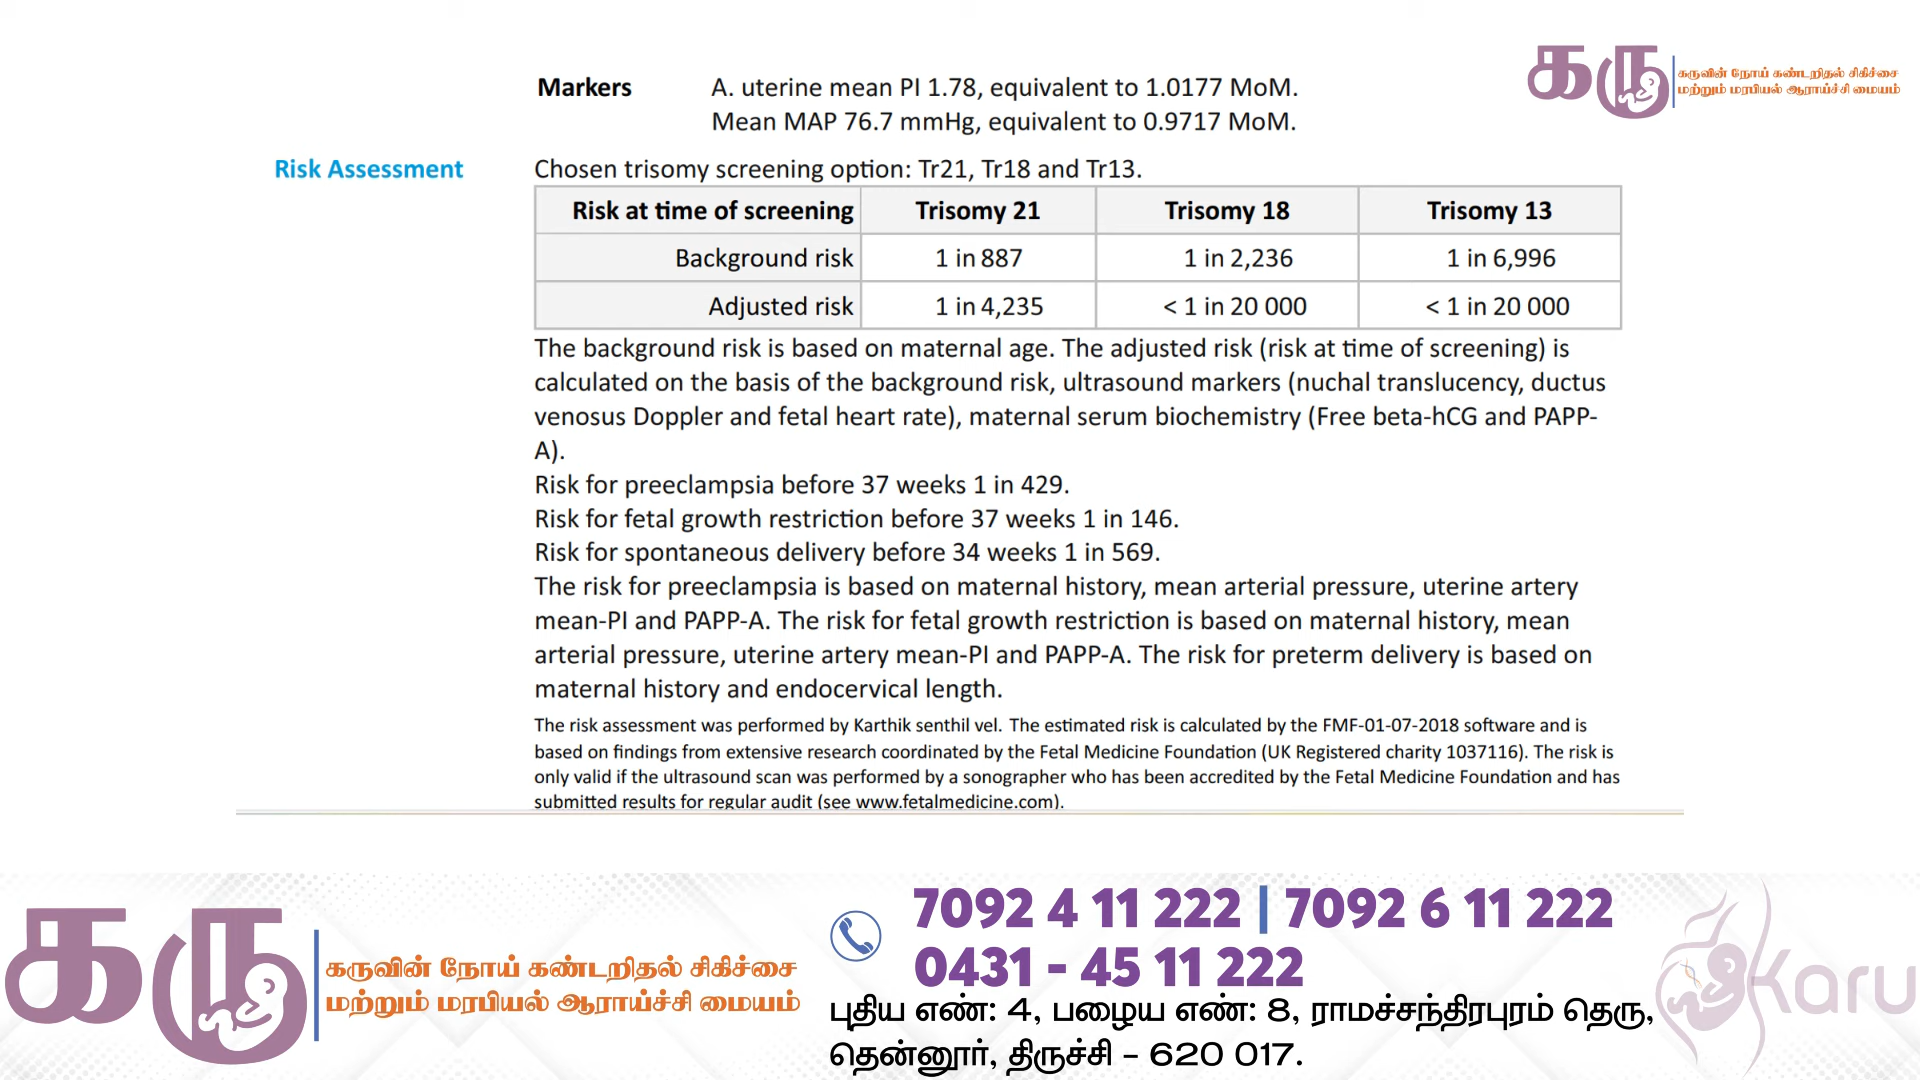 கரு
கருவின் நோய் கண்டறிதல் சிகிச்சை
மற்றும் மரபியல் ஆராய்ச்சி மையம்
Markers A. uterine mean PI 1.78, equivalent to 1.0177 MoM.
Mean MAP 76.7 mmHg, equivalent to 0.9717 MoM.
Risk Assessment Chosen trisomy screening option: Tr21, Tr18 and Tr13.
Risk at time of screening Trisomy 21 Trisomy 18 Trisomy 13
Background risk 1 in 887 1 in 2,236 1 in 6,996
Adjusted risk 1 in 4,235 < 1 in 20 000 < 1 in 20 000
The background risk is based on maternal age. The adjusted risk (risk at time of screening) is
calculated on the basis of the background risk, ultrasound markers (nuchal translucency, ductus
venosus Doppler and fetal heart rate), maternal serum biochemistry (Free beta-hCG and PAPP-
A).
Risk for preeclampsia before 37 weeks 1 in 429.
Risk for fetal growth restriction before 37 weeks 1 in 146.
Risk for spontaneous delivery before 34 weeks 1 in 569.
The risk for preeclampsia is based on maternal history, mean arterial pressure, uterine artery
mean-PI and PAPP-A. The risk for fetal growth restriction is based on maternal history, mean
arterial pressure, uterine artery mean-PI and PAPP-A. The risk for preterm delivery is based on
maternal history and endocervical length.
The risk assessment was performed by Karthik senthil vel. The estimated risk is calculated by the FMF-01-07-2018 software and is
based on findings from extensive research coordinated by the Fetal Medicine Foundation (UK Registered charity 1037116). The risk is
only valid if the ultrasound scan was performed by a sonographer who has been accredited by the Fetal Medicine Foundation and has
submitted results for regular audit (see www.fetalmedicine.com).
கரு
கருவின் நோய் கண்டறிதல் சிகிச்சை
மற்றும் மரபியல் ஆராய்ச்சி மையம்
7092 4 11 222 | 7092 6 11 222
0431 - 45 11 222
புதிய எண்: 4, பழைய எண்: 8, ராமச்சந்திரபுரம் தெரு,
தென்னூர், திருச்சி - 620 017.
Karu